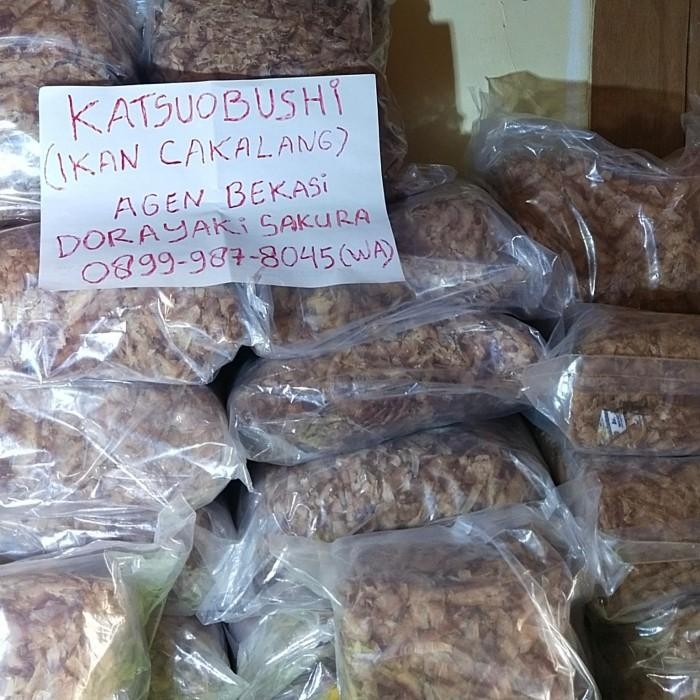 KATSUOBUSHi
(IKAN CAKALANG)
AGEN BEKASi
DORAYAKi SAKURA
0899-987-8045(WA)